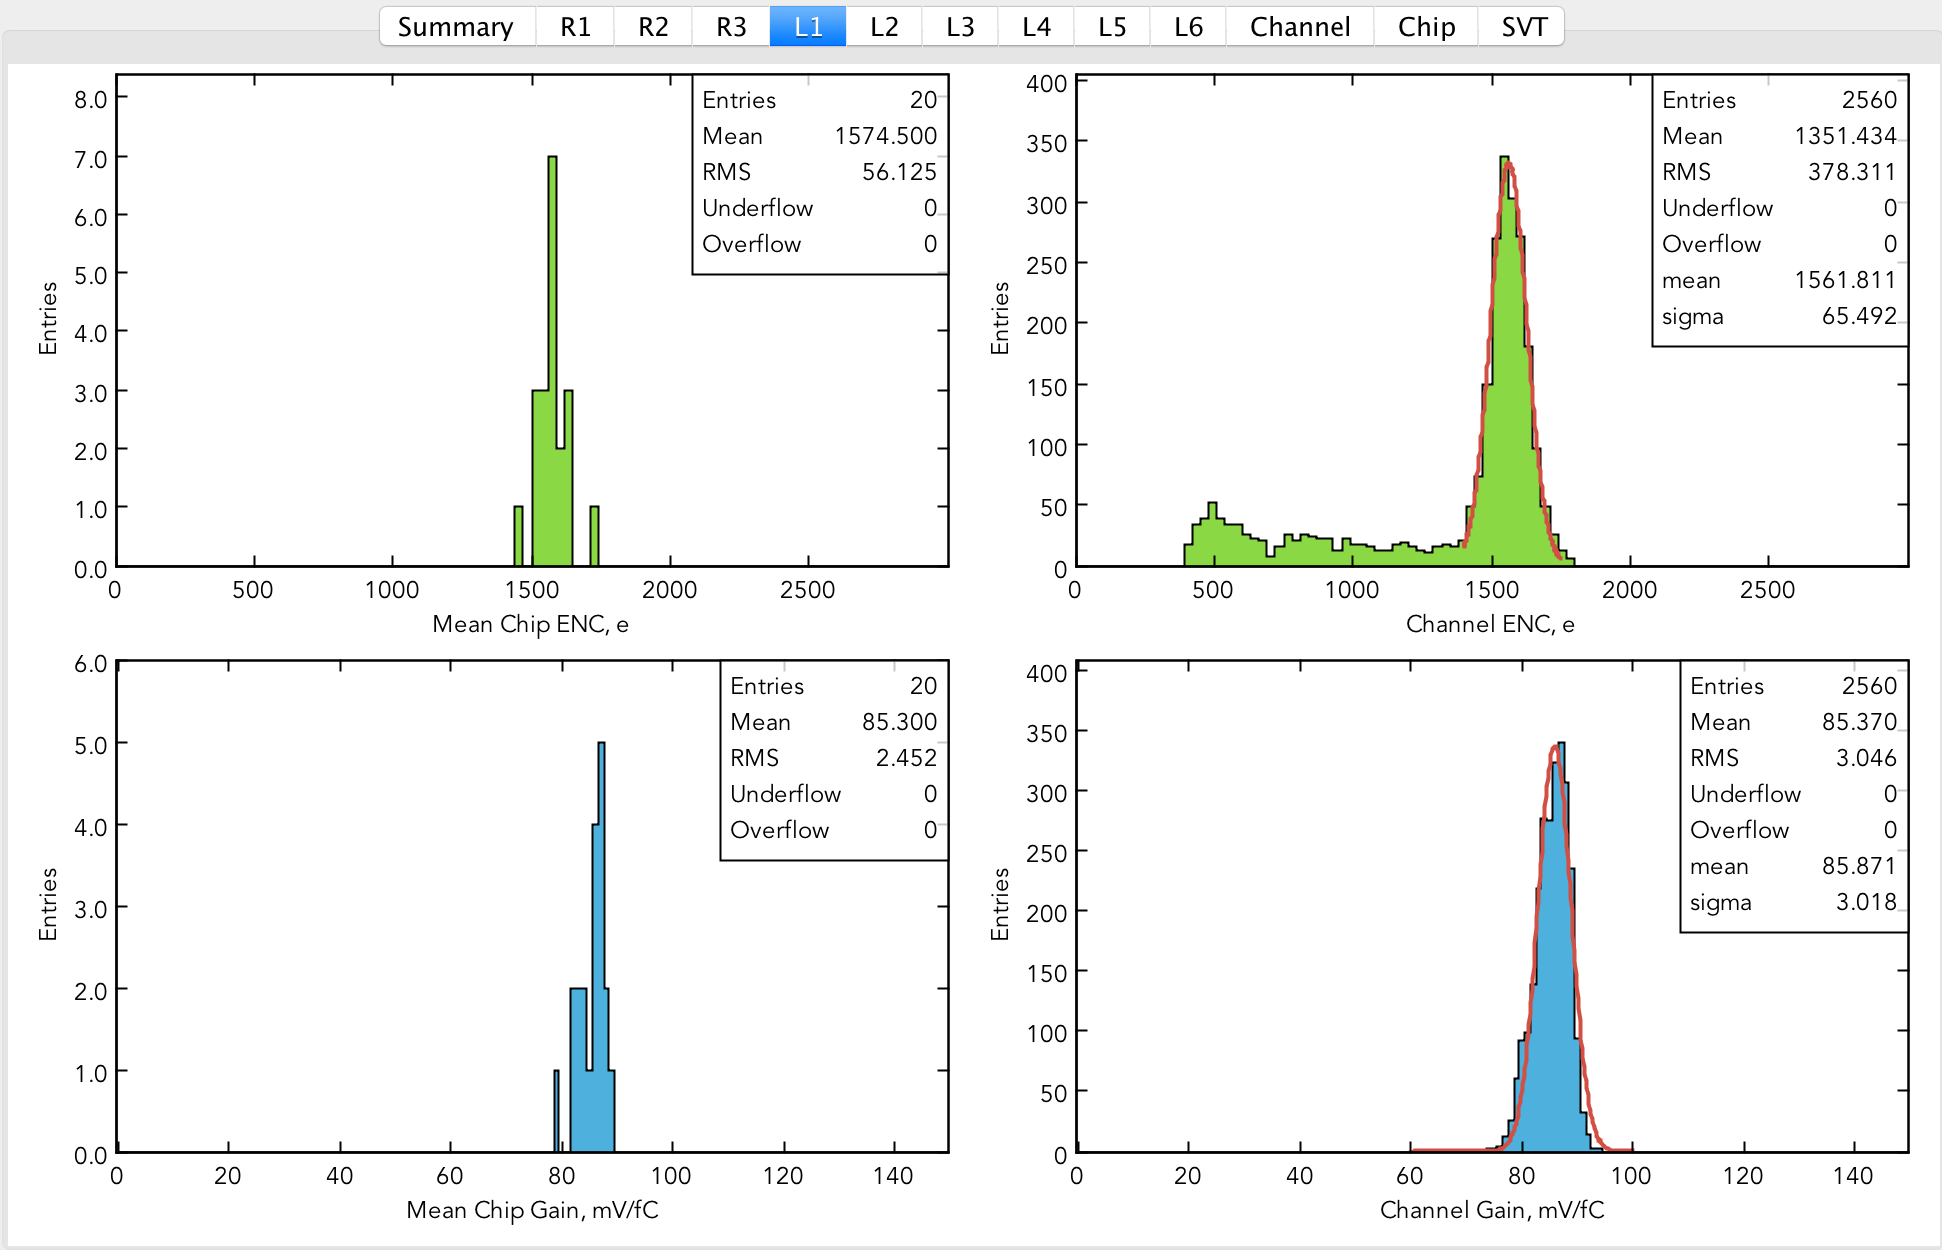 Summary R1 R2 R3 L1 L2 L3 L4 L5 L6 Channel Chip SVT
Entries 20
Mean 1574.500
RMS 56.125
Underflow 0
Overflow 0
8.0
7.0
6.0
5.0
4.0
3.0
2.0
1.0
0.0
Entries
0 500 1000 1500 2000 2500
Mean Chip ENC, e
Entries 2560
Mean 1351.434
RMS 378.311
Underflow 0
Overflow 0
mean 1561.811
sigma 65.492
400
350
300
250
200
150
100
50
0
Entries
0 500 1000 1500 2000 2500
Channel ENC, e
Entries 20
Mean 85.300
RMS 2.452
Underflow 0
Overflow 0
6.0
5.0
4.0
3.0
2.0
1.0
0.0
Entries
0 20 40 60 80 100 120 140
Mean Chip Gain, mV/fC
Entries 2560
Mean 85.370
RMS 3.046
Underflow 0
Overflow 0
mean 85.871
sigma 3.018
400
350
300
250
200
150
100
50
0
Entries
0 20 40 60 80 100 120 140
Channel Gain, mV/fC